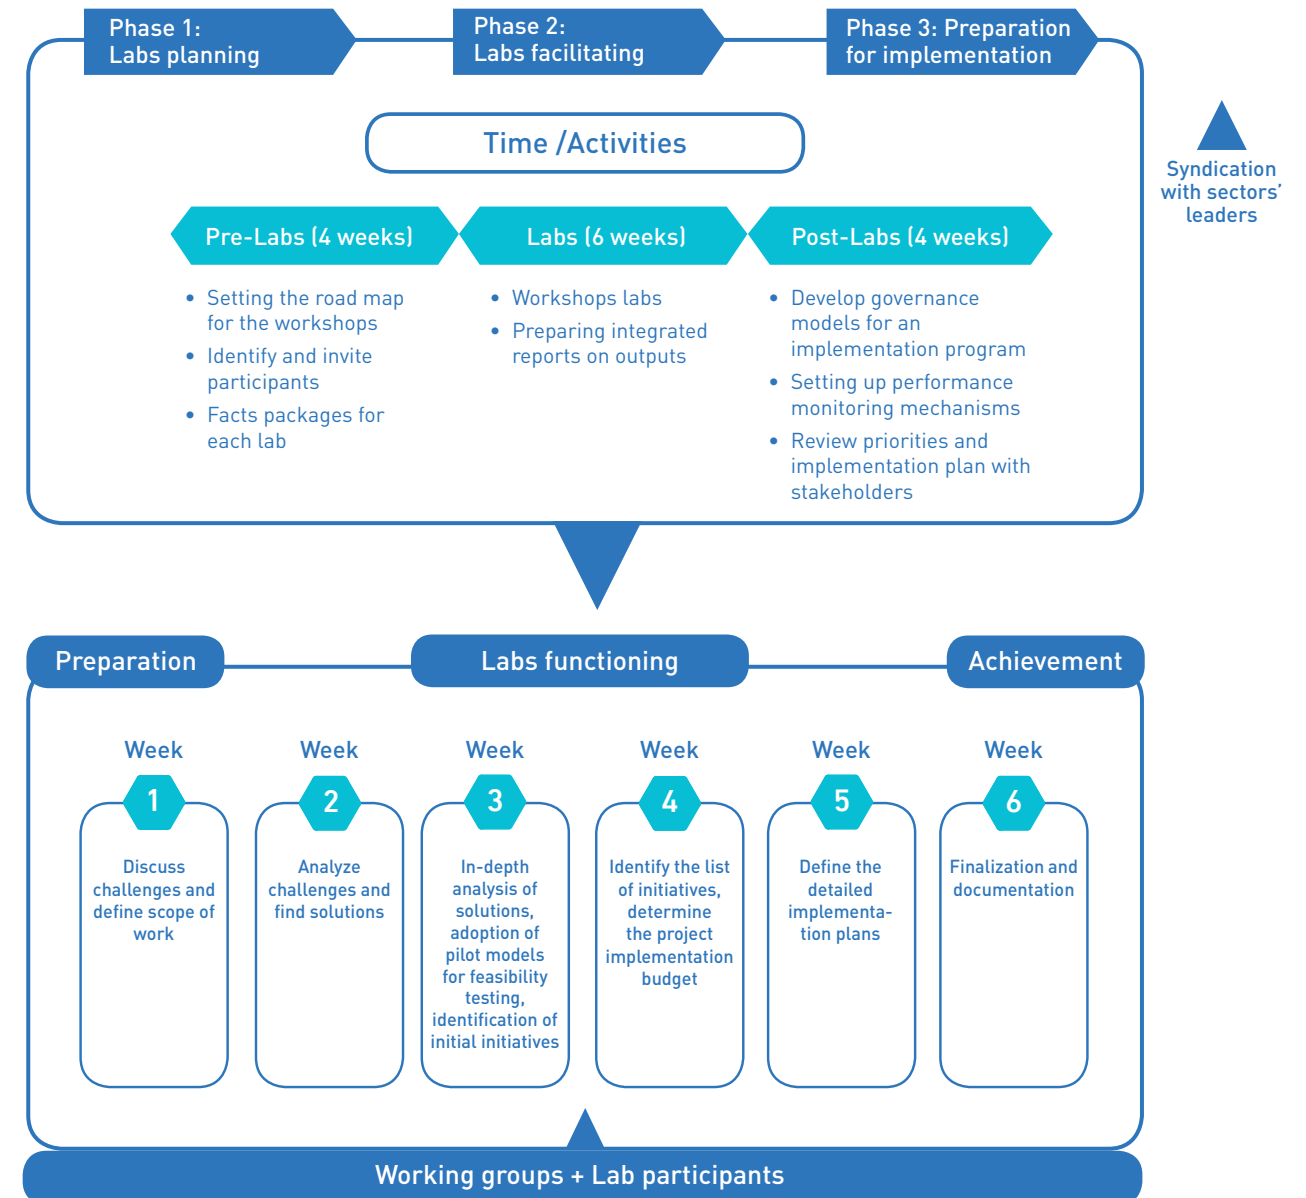 Phase 1:
Labs planning
Phase 2:
Labs facilitating
Phase 3: Preparation
for implementation
Time /Activities
Syndication
with sectors’
leaders
Pre-Labs (4 weeks)
Labs (6 weeks)
Post-Labs (4 weeks)
• Setting the road map
for the workshops
• Identify and invite
participants
• Facts packages for
each lab
• Workshops labs
• Preparing integrated
reports on outputs
• Develop governance
models for an
implementation program
• Setting up performance
monitoring mechanisms
• Review priorities and
implementation plan with
stakeholders
Preparation
Labs functioning
Achievement
Week
1
Discuss
challenges and
define scope of
work
Week
2
Analyze
challenges and
find solutions
Week
3
In-depth
analysis of
solutions,
adoption of
pilot models
for feasibility
testing,
identification of
initial initiatives
Week
4
Identify the list
of initiatives,
determine
the project
implementation
budget
Week
5
Define the
detailed
implementa-
tion plans
Week
6
Finalization and
documentation
Working groups + Lab participants